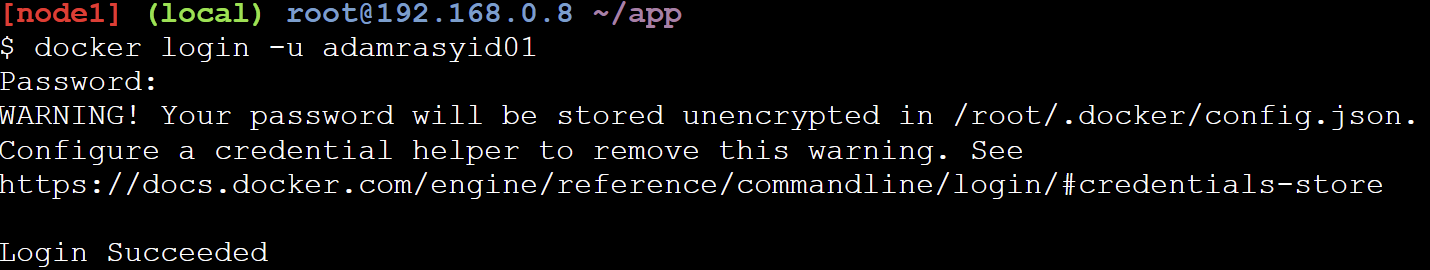 [node1] (local) root@192.168.0.8 ~/app
$ docker login -u adamrasyid01
Password:
WARNING! Your password will be stored unencrypted in /root/.docker/config.json.
Configure a credential helper to remove this warning. See
https://docs.docker.com/engine/reference/commandline/login/#credentials-store

Login Succeeded